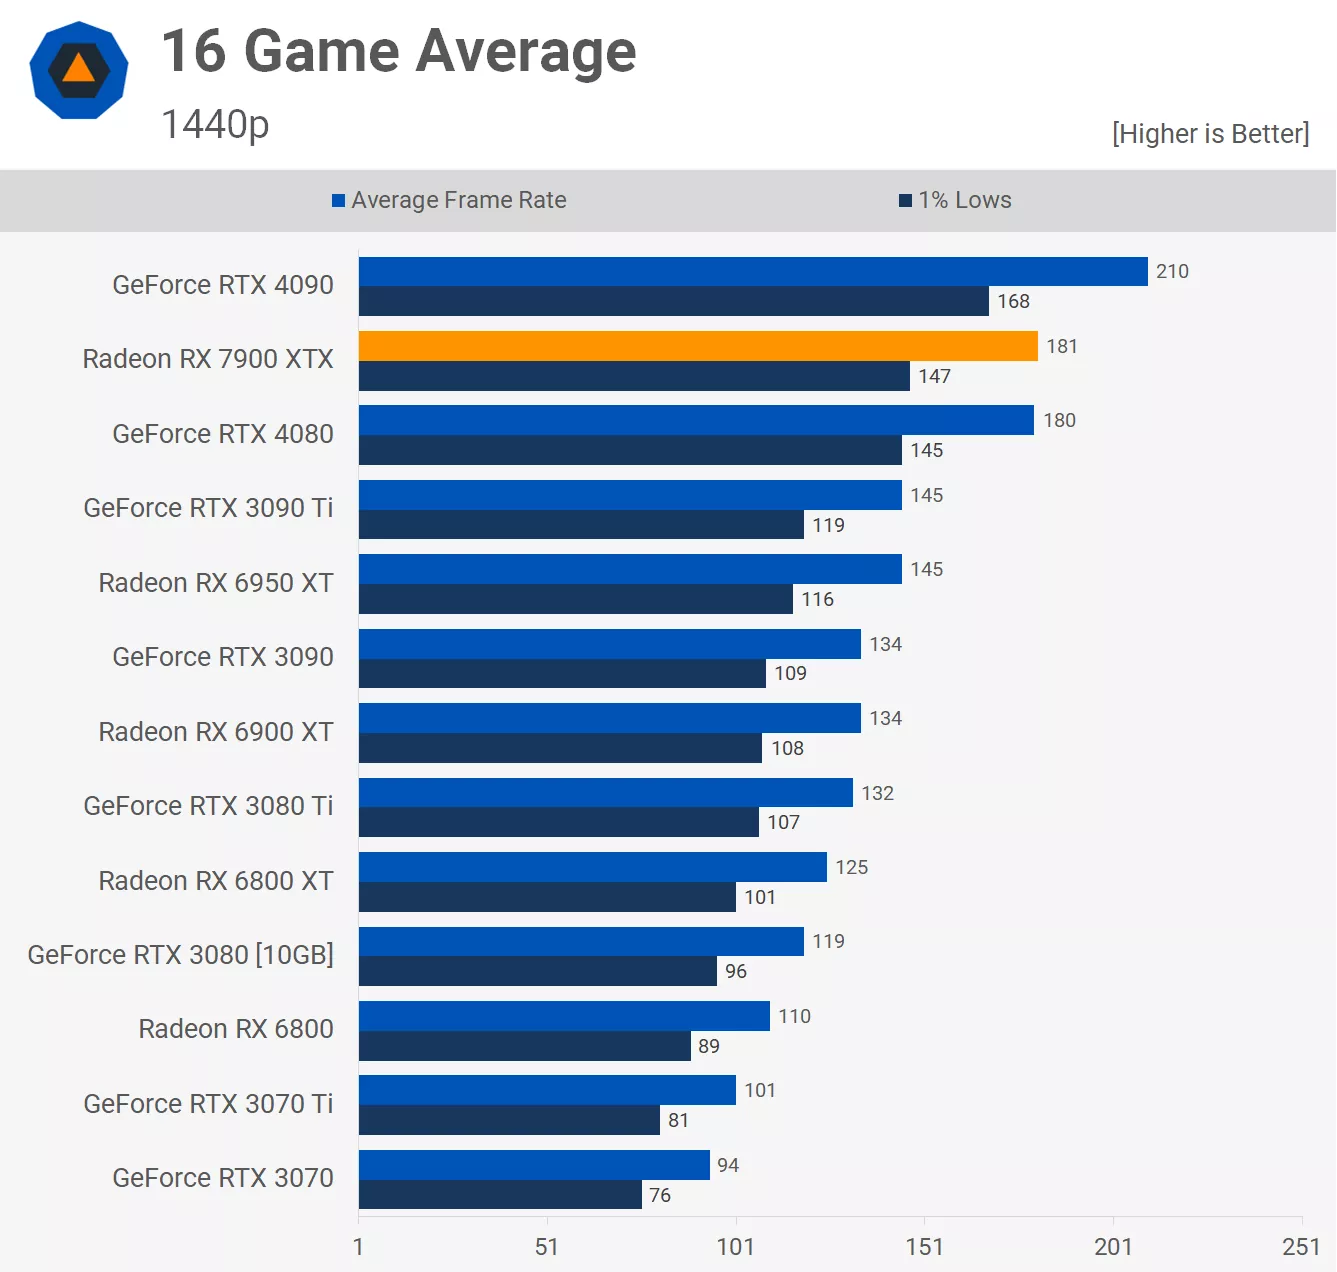 16 Game Average
1440p
[Higher is Better]
Average Frame Rate 1% Lows
GeForce RTX 4090 210 168
Radeon RX 7900 XTX 181 147
GeForce RTX 4080 180 145
GeForce RTX 3090 Ti 145 119
Radeon RX 6950 XT 145 116
GeForce RTX 3090 134 109
Radeon RX 6900 XT 134 108
GeForce RTX 3080 Ti 132 107
Radeon RX 6800 XT 125 101
GeForce RTX 3080 [10GB] 119 96
Radeon RX 6800 110 89
GeForce RTX 3070 Ti 101 81
GeForce RTX 3070 94 76
1 51 101 151 201 251